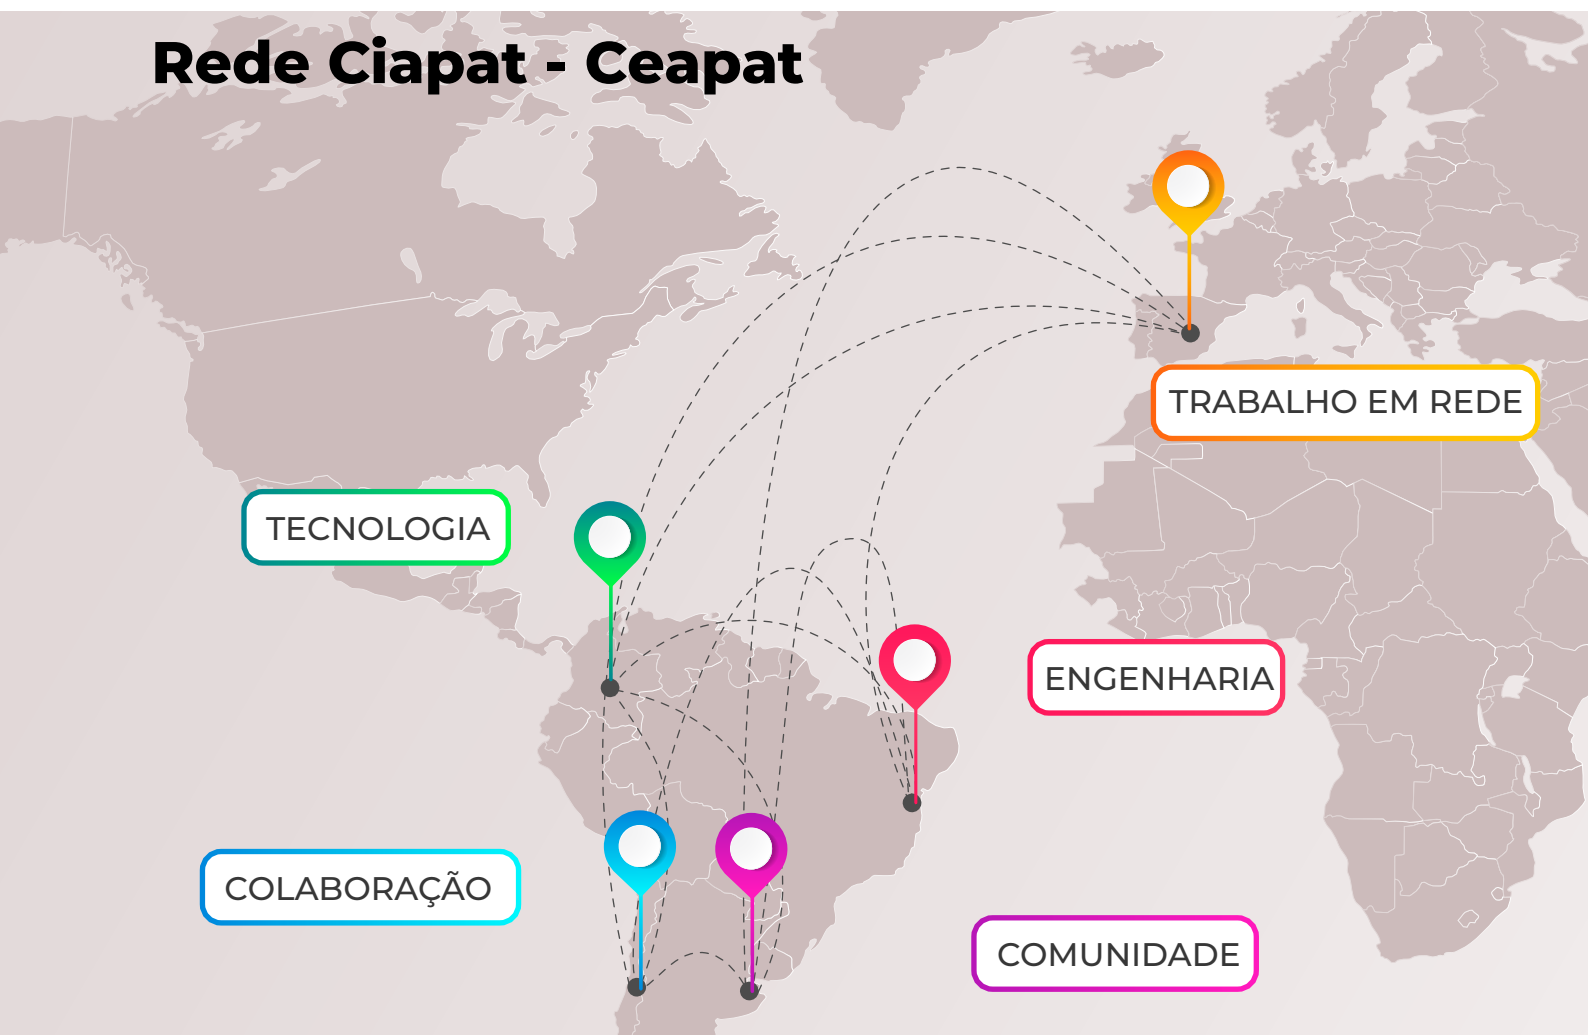 Rede Ciapat - Ceapat
TRABALHO EM REDE
TECNOLOGIA
ENGENHARIA
COLABORAÇÃO
COMUNIDADE